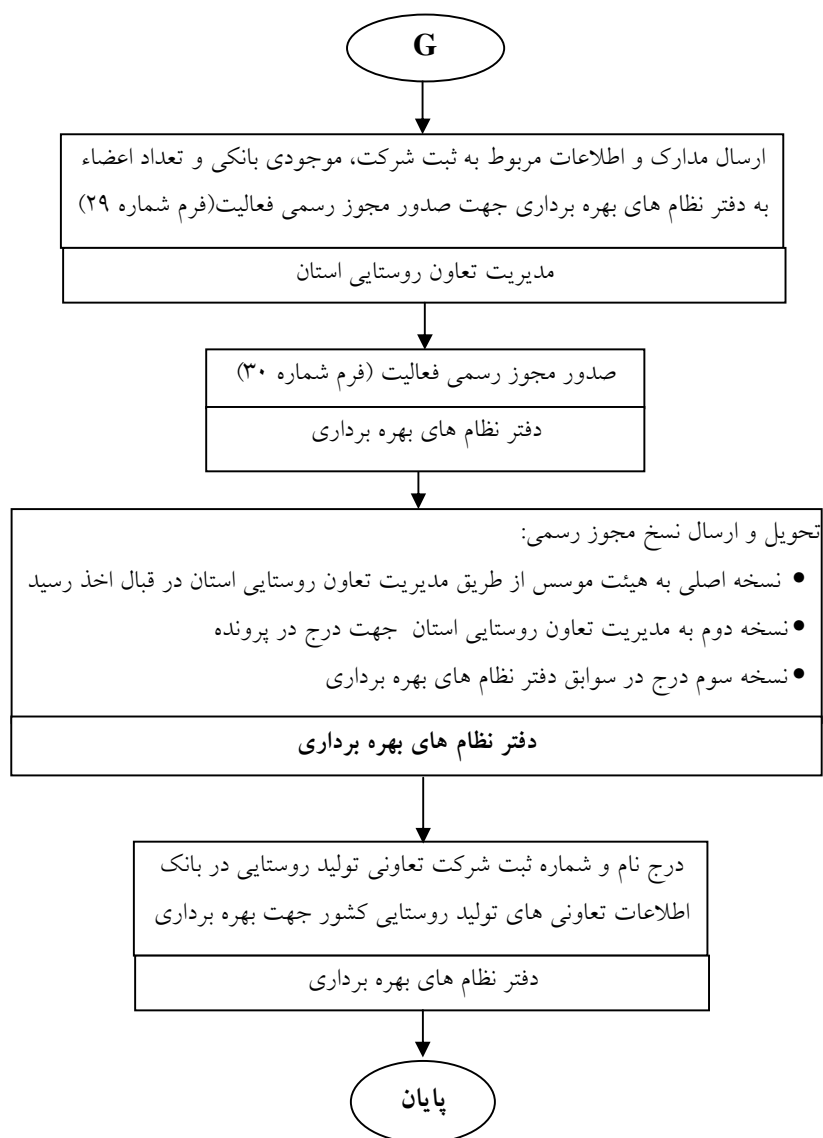 G
ارسال مدارک و اطلاعات مربوط به ثبت شرکت، موجودی بانکی و تعداد اعضاء
به دفتر نظام های بهره برداری جهت صدور مجوز رسمی فعالیت(فرم شماره ۲۹)
مدیریت تعاون روستایی استان
صدور مجوز رسمی فعالیت (فرم شماره ۳۰)
دفتر نظام های بهره برداری
تحویل و ارسال نسخ مجوز رسمی:
● نسخه اصلی به هیئت موسس از طریق مدیریت تعاون روستایی استان در قبال اخذ رسید
● نسخه دوم به مدیریت تعاون روستایی استان جهت درج در پرونده
● نسخه سوم درج در سوابق دفتر نظام های بهره برداری
دفتر نظام های بهره برداری
درج نام و شماره ثبت شرکت تعاونی تولید روستایی در بانک
اطلاعات تعاونی های تولید روستایی کشور جهت بهره برداری
دفتر نظام های بهره برداری
پایان